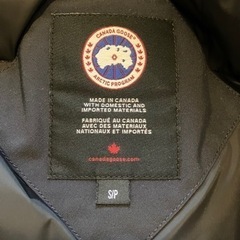 CANADA GOOSE
ARCTIC PROGRAM
MADE IN CANADA
WITH DOMESTIC AND
IMPORTED MATERIALS
FABRIQUÉ AU CANADA
AVEC DES MATERIAUX
NATIONAUX ET IMPORTÉS
canadagoose.com
S/P